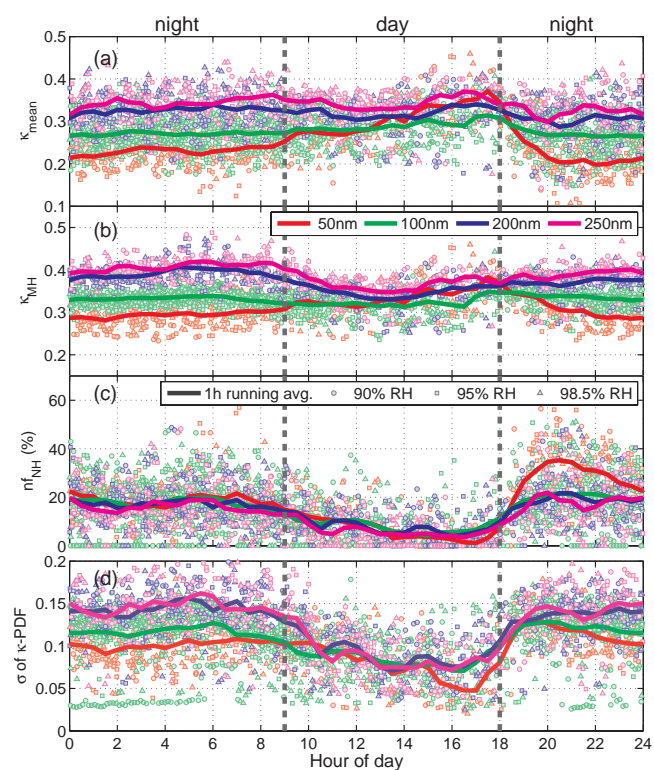 night day night
(a)
0.5
0.4
0.3
0.2
0.1
κmean
(b)
50nm 100nm 200nm 250nm
0.5
0.4
0.3
0.2
κMH
(c)
1h running avg. 90% RH 95% RH 98.5% RH
60
40
20
0
nfNH (%)
(d)
0.2
0.15
0.1
0.05
0
σ of κ-PDF
0 2 4 6 8 10 12 14 16 18 20 22 24
Hour of day